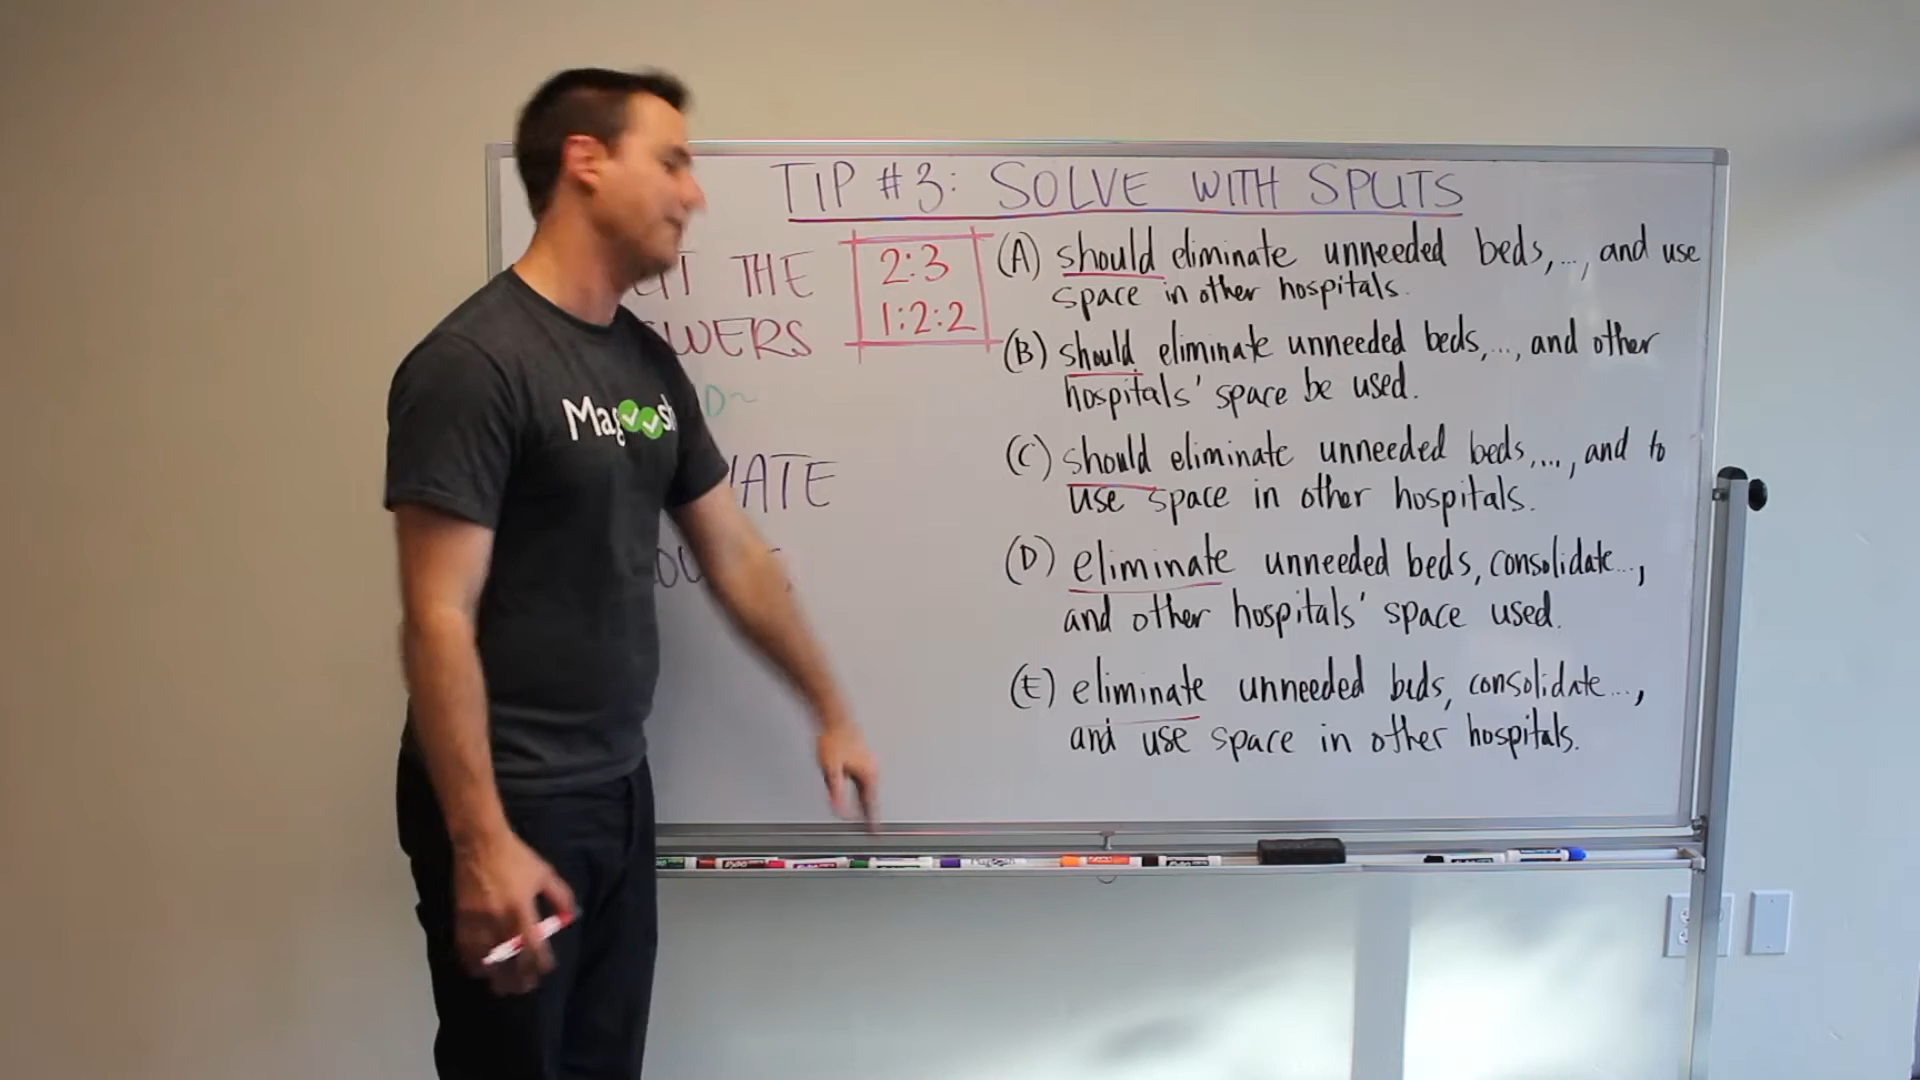 TIP #3: SOLVE WITH SPLITS
THE
2:3
1:2:2
(A) should eliminate unneeded beds,..., and use
space in other hospitals.
(B) should eliminate unneeded beds,..., and other
hospitals' space be used.
(C) should eliminate unneeded beds,..., and to
use space in other hospitals.
(D) eliminate unneeded beds, consolidate...,
and other hospitals' space used.
(E) eliminate unneeded beds, consolidate...,
and use space in other hospitals.
Magoosh